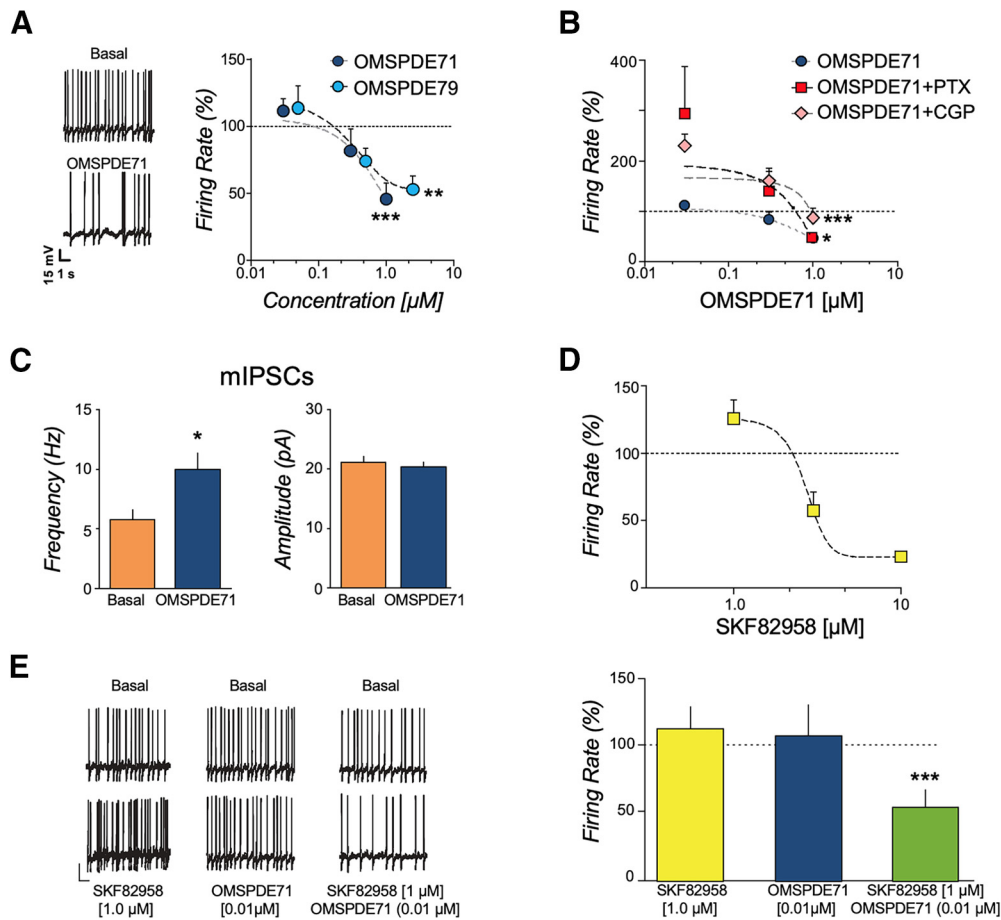 A
Basal
OMSPDE71
15 mV
1 s
150
100
50
0
Firing Rate (%)
OMSPDE71
OMSPDE79
***
**
0.01
0.1
1.0
10
Concentration [µM]
B
400
200
0
Firing Rate (%)
OMSPDE71
OMSPDE71+PTX
OMSPDE71+CGP
***
*
0.01
0.1
1.0
10
OMSPDE71 [µM]
C
mIPSCs
15
10
5
0
Frequency (Hz)
*
Basal
OMSPDE71
30
20
10
0
Amplitude (pA)
Basal
OMSPDE71
D
150
100
50
0
Firing Rate (%)
1.0
10
SKF82958 [µM]
E
Basal
Basal
Basal
SKF82958
[1.0 µM]
OMSPDE71
[0.01µM]
SKF82958 [1 µM]
OMSPDE71 (0.01 µM)
150
100
50
0
Firing Rate (%)
***
SKF82958
[1.0 µM]
OMSPDE71
[0.01µM]
SKF82958 [1 µM]
OMSPDE71 (0.01 µM)